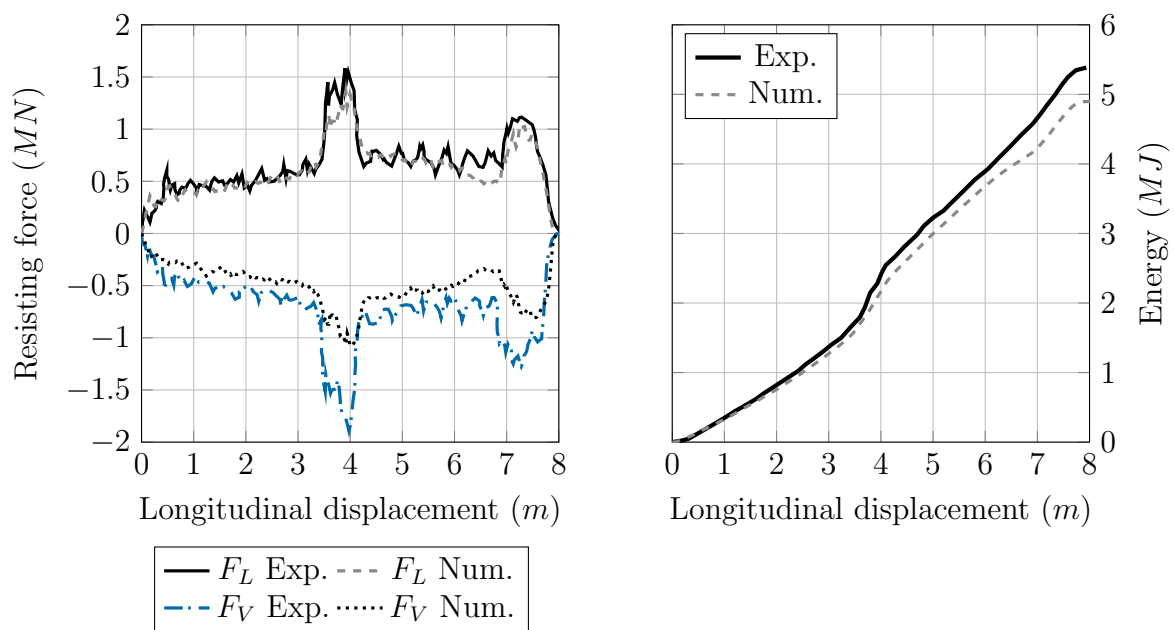 2
1.5
1
0.5
0
−0.5
−1
−1.5
−2
Resisting force (MN)
0 1 2 3 4 5 6 7 8
Longitudinal displacement (m)
F_L Exp. F_L Num.
F_V Exp. F_V Num.
Exp.
Num.
6
5
4
3
2
1
0
Energy (MJ)
0 1 2 3 4 5 6 7 8
Longitudinal displacement (m)